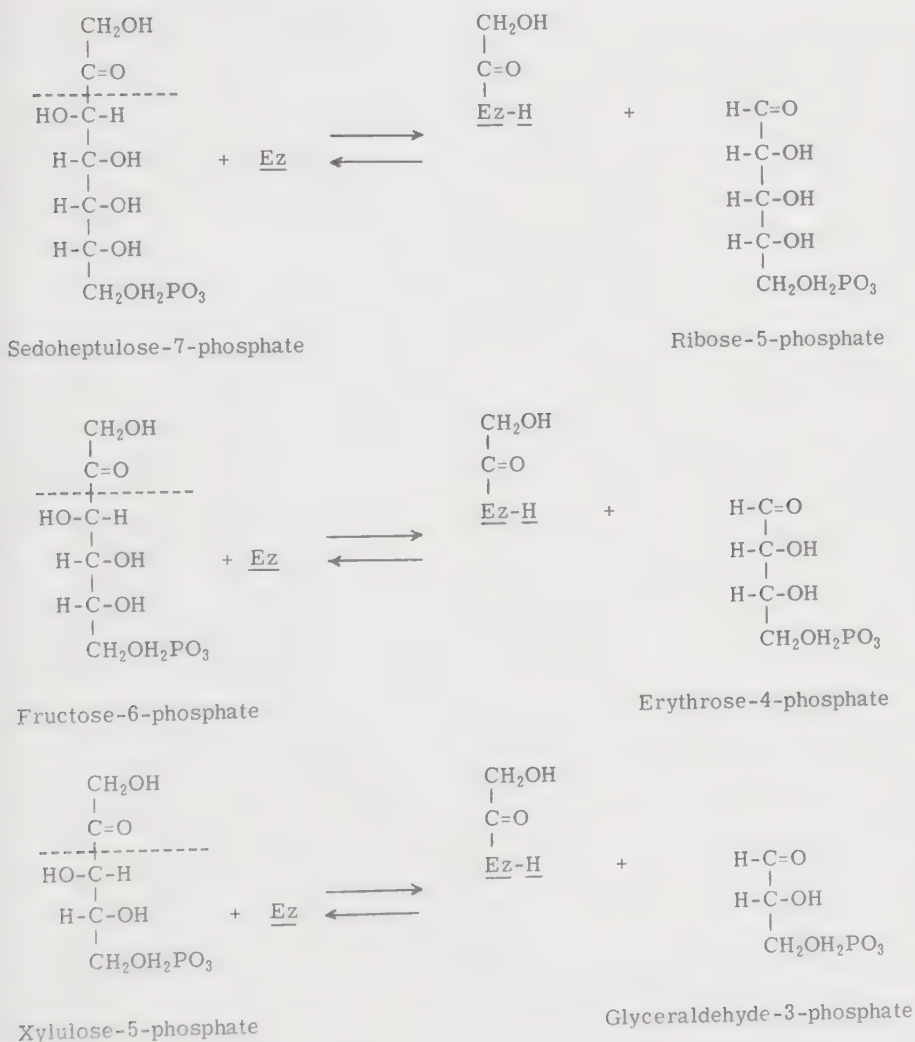 CH₂OH
C=O
HO-C-H
H-C-OH
H-C-OH
H-C-OH
CH₂OH₂PO₃
+ Ez
CH₂OH
C=O
Ez-H
+
H-C=O
H-C-OH
H-C-OH
H-C-OH
CH₂OH₂PO₃
Sedoheptulose-7-phosphate
Ribose-5-phosphate
CH₂OH
C=O
HO-C-H
H-C-OH
H-C-OH
CH₂OH₂PO₃
+ Ez
CH₂OH
C=O
Ez-H
+
H-C=O
H-C-OH
H-C-OH
CH₂OH₂PO₃
Fructose-6-phosphate
Erythrose-4-phosphate
CH₂OH
C=O
HO-C-H
H-C-OH
CH₂OH₂PO₃
+ Ez
CH₂OH
C=O
Ez-H
+
H-C=O
H-C-OH
CH₂OH₂PO₃
Xylulose-5-phosphate
Glyceraldehyde-3-phosphate